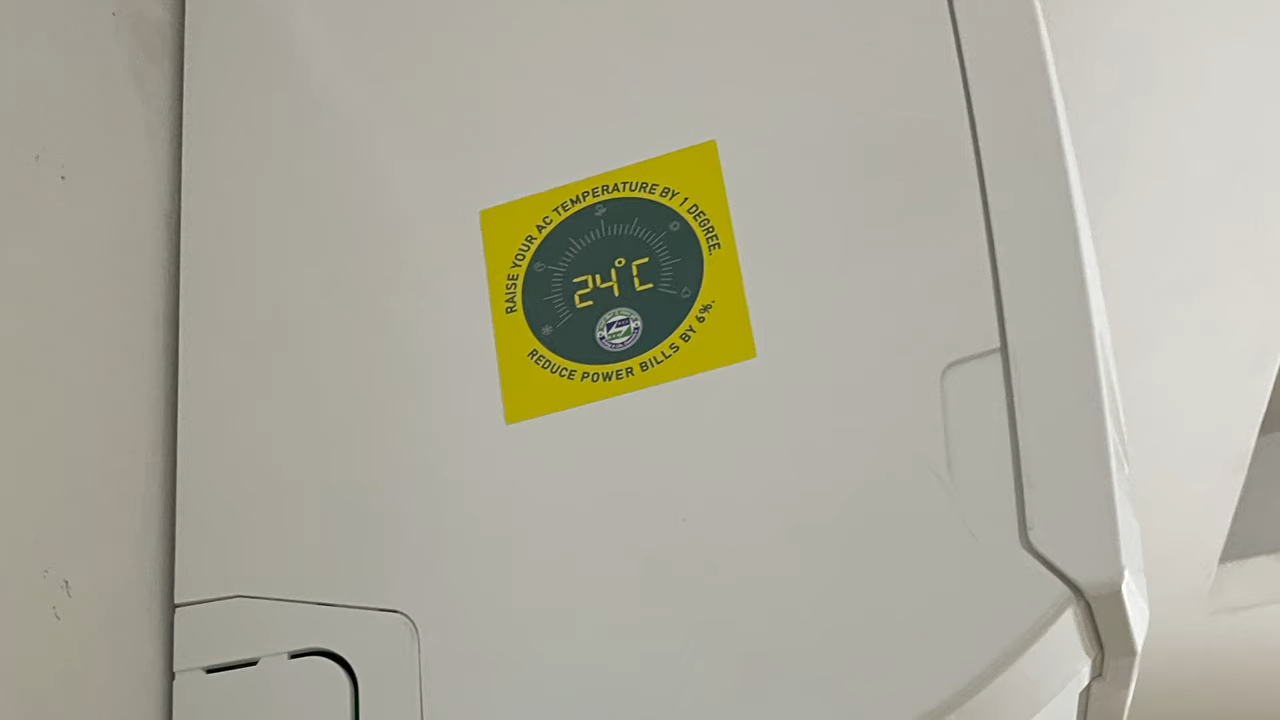 RAISE YOUR AC TEMPERATURE BY 1 DEGREE.
24°C
REDUCE POWER BILLS BY 6%.